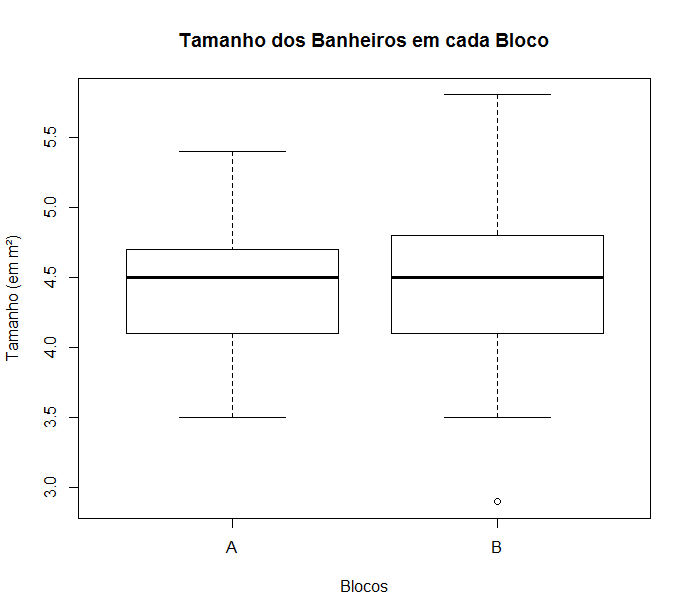 Tamanho dos Banheiros em cada Bloco
Tamanho (em m²)
5.5
5.0
4.5
4.0
3.5
3.0
A
B
Blocos